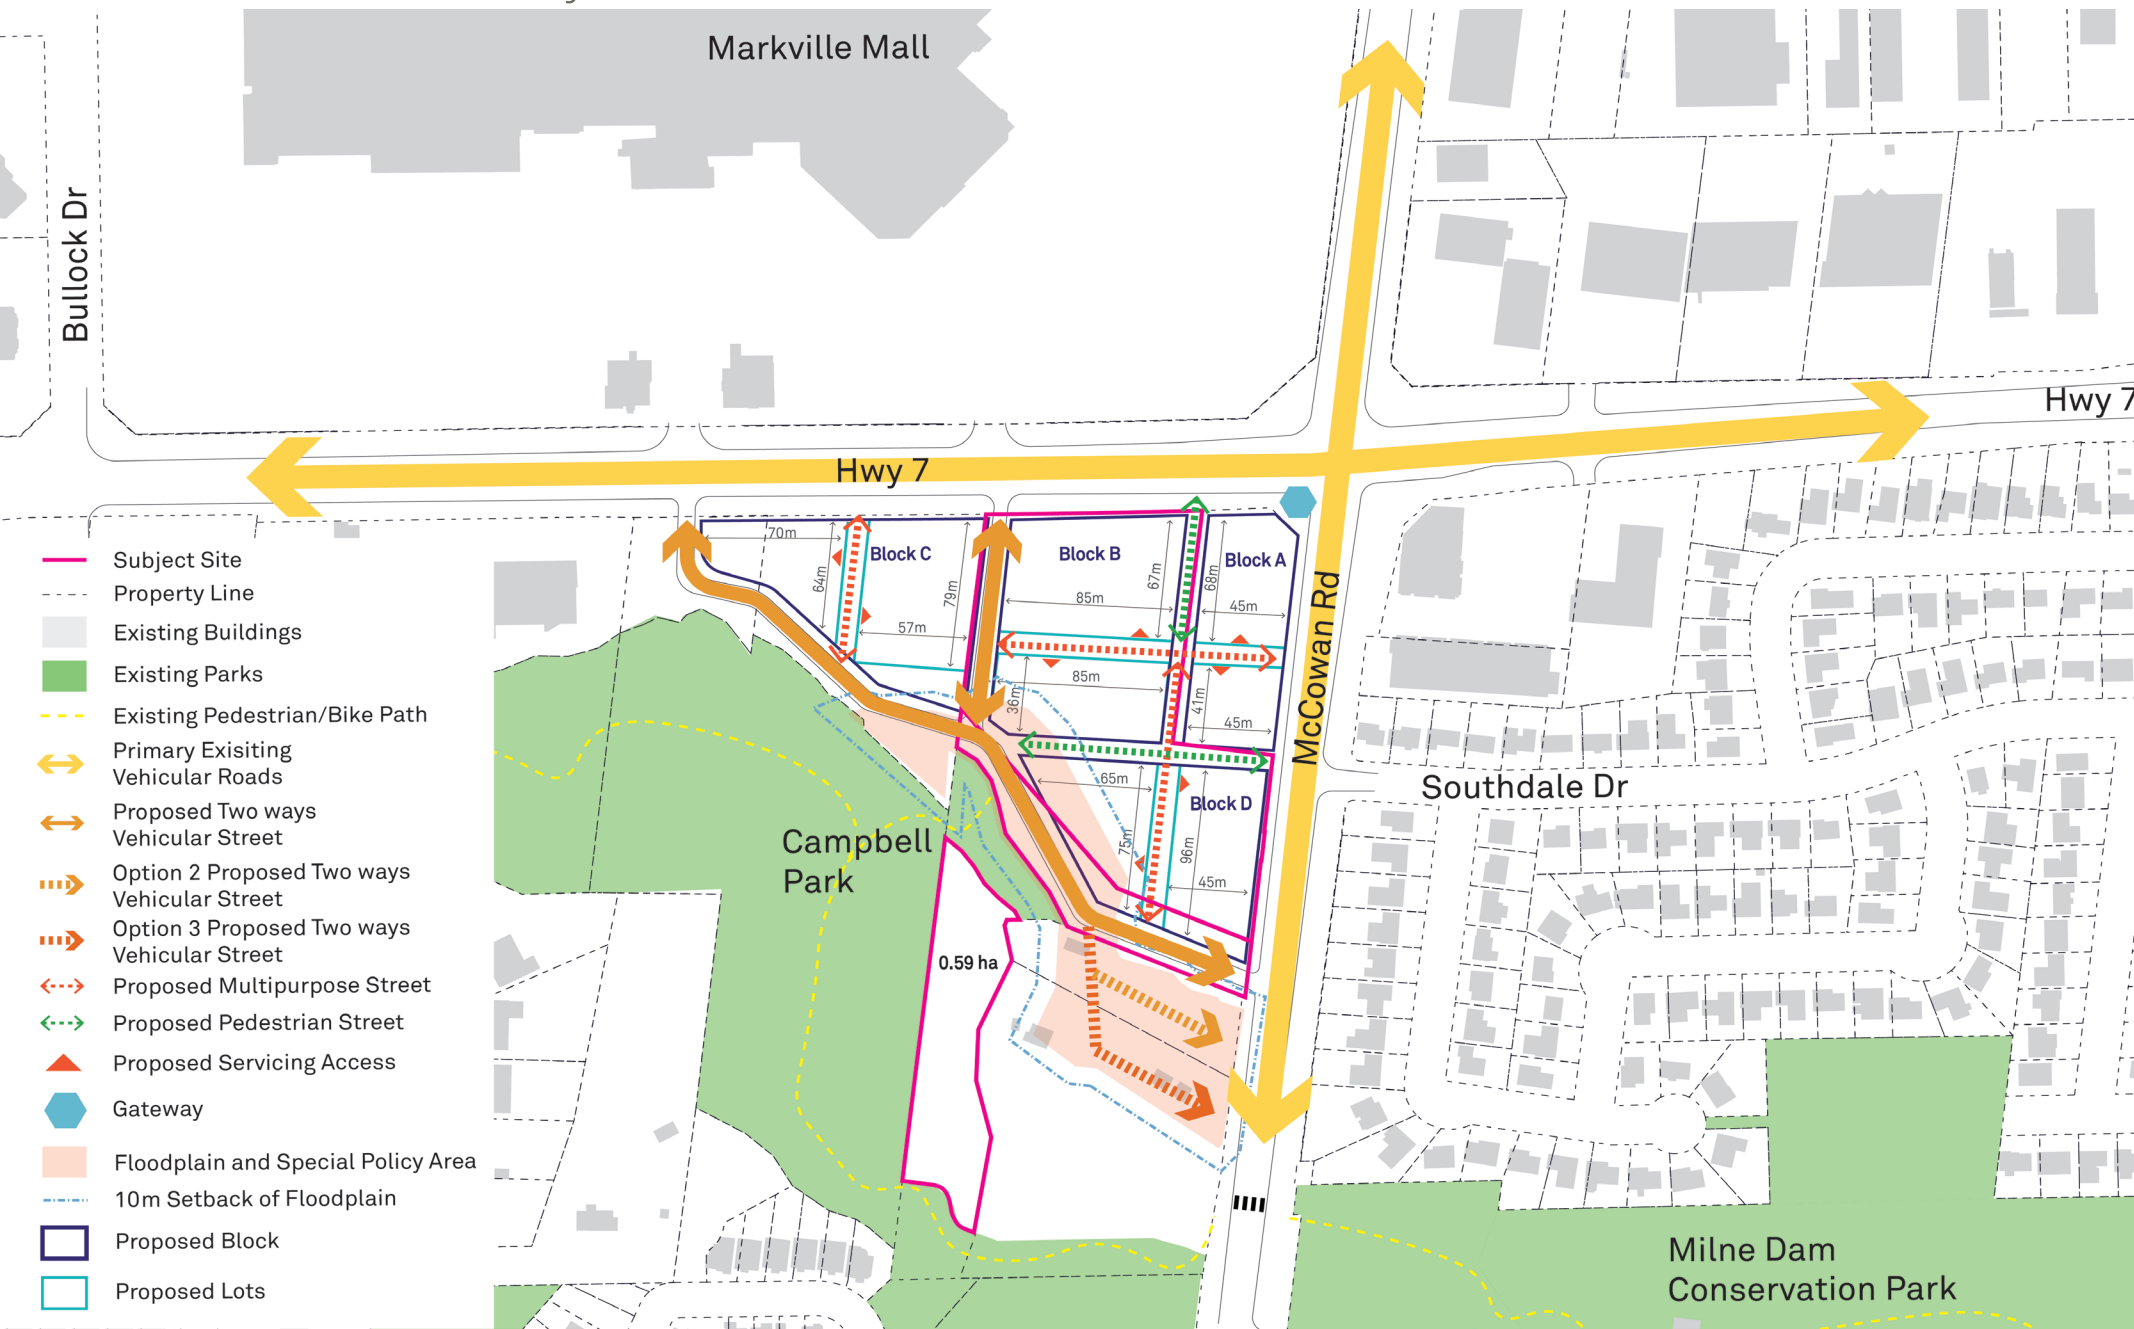 Markville Mall
Bullock Dr
Hwy 7
Hwy 7
McCowan Rd
Southdale Dr
Campbell
Park
Milne Dam
Conservation Park
0.59 ha
Block C
70m
64m
79m
57m
Block B
67m
85m
85m
36m
Block A
68m
45m
41m
45m
Block D
65m
75m
96m
45m
Subject Site
Property Line
Existing Buildings
Existing Parks
Existing Pedestrian/Bike Path
Primary Exisiting
Vehicular Roads
Proposed Two ways
Vehicular Street
Option 2 Proposed Two ways
Vehicular Street
Option 3 Proposed Two ways
Vehicular Street
Proposed Multipurpose Street
Proposed Pedestrian Street
Proposed Servicing Access
Gateway
Floodplain and Special Policy Area
10m Setback of Floodplain
Proposed Block
Proposed Lots